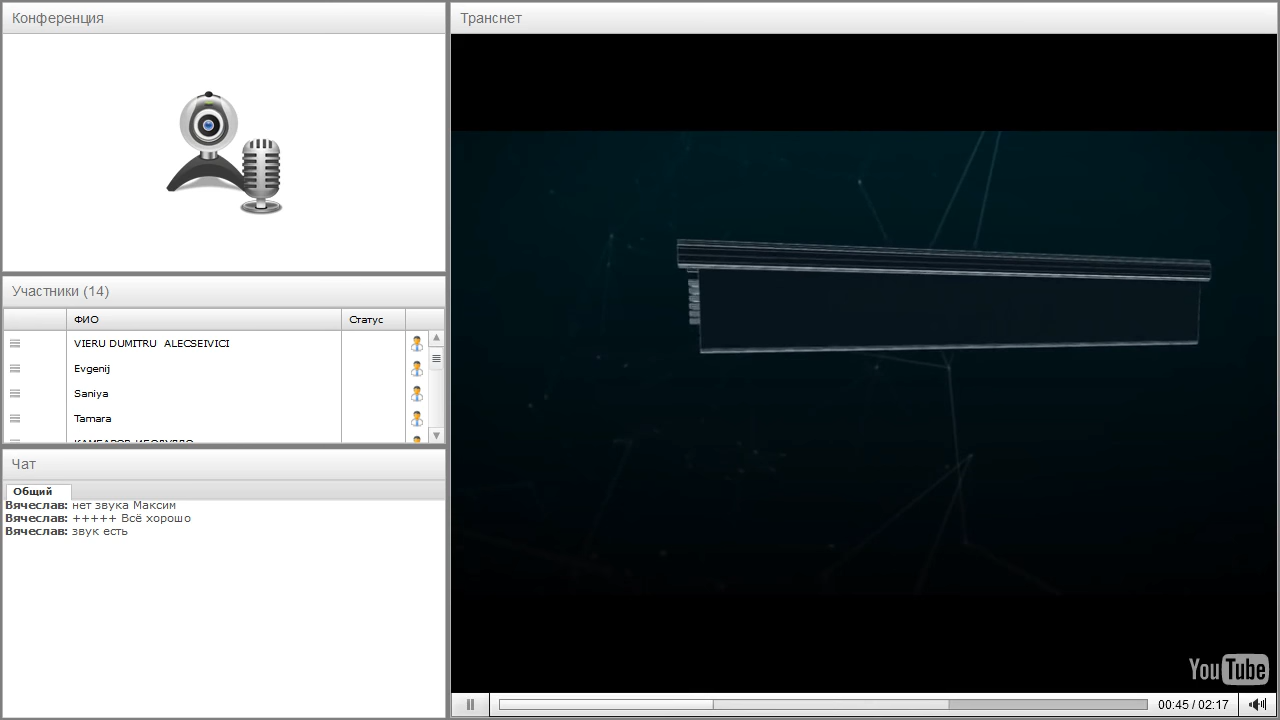 Конференция
Транснет
Участники (14)
ФИО
Статус
VIERU DUMITRU ALECSEIVICI
Evgenij
Saniya
Tamara
Чат
Общий
Вячеслав: нет звука Максим
Вячеслав: +++++ Всё хорошо
Вячеслав: звук есть
YouTube
00:45 / 02:17